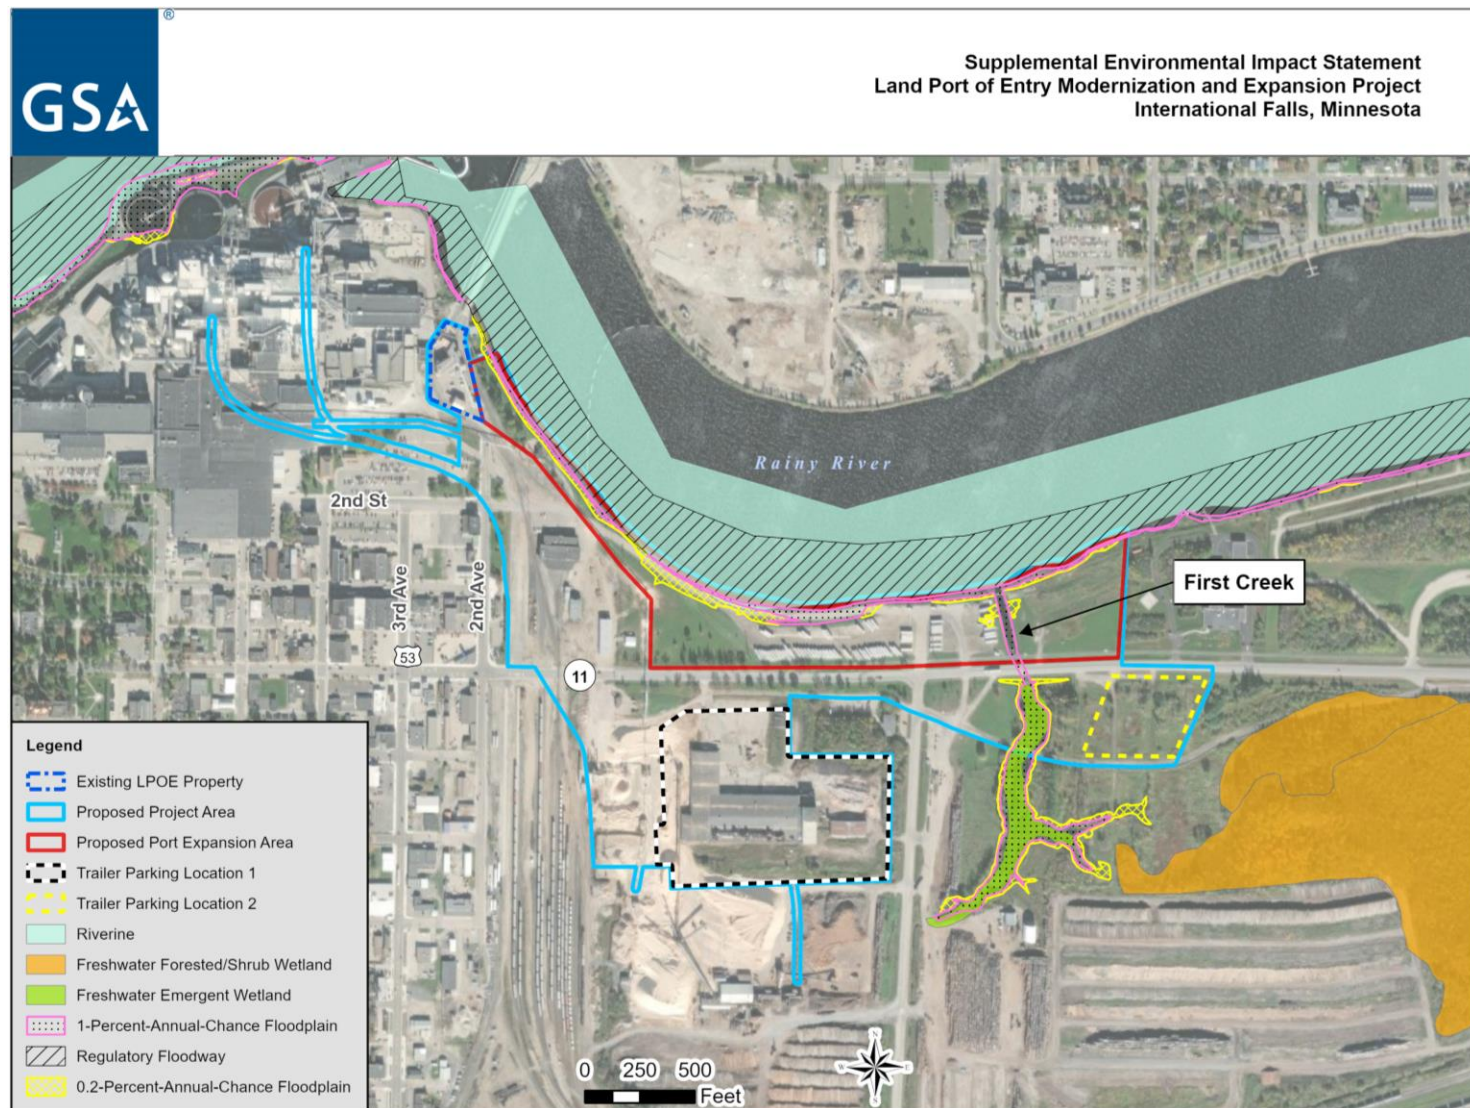 GSA
®
Supplemental Environmental Impact Statement
Land Port of Entry Modernization and Expansion Project
International Falls, Minnesota
Rainy River
2nd St
3rd Ave
2nd Ave
53
11
First Creek
Legend
Existing LPOE Property
Proposed Project Area
Proposed Port Expansion Area
Trailer Parking Location 1
Trailer Parking Location 2
Riverine
Freshwater Forested/Shrub Wetland
Freshwater Emergent Wetland
1-Percent-Annual-Chance Floodplain
Regulatory Floodway
0.2-Percent-Annual-Chance Floodplain
0 250 500
Feet
N
W E
S